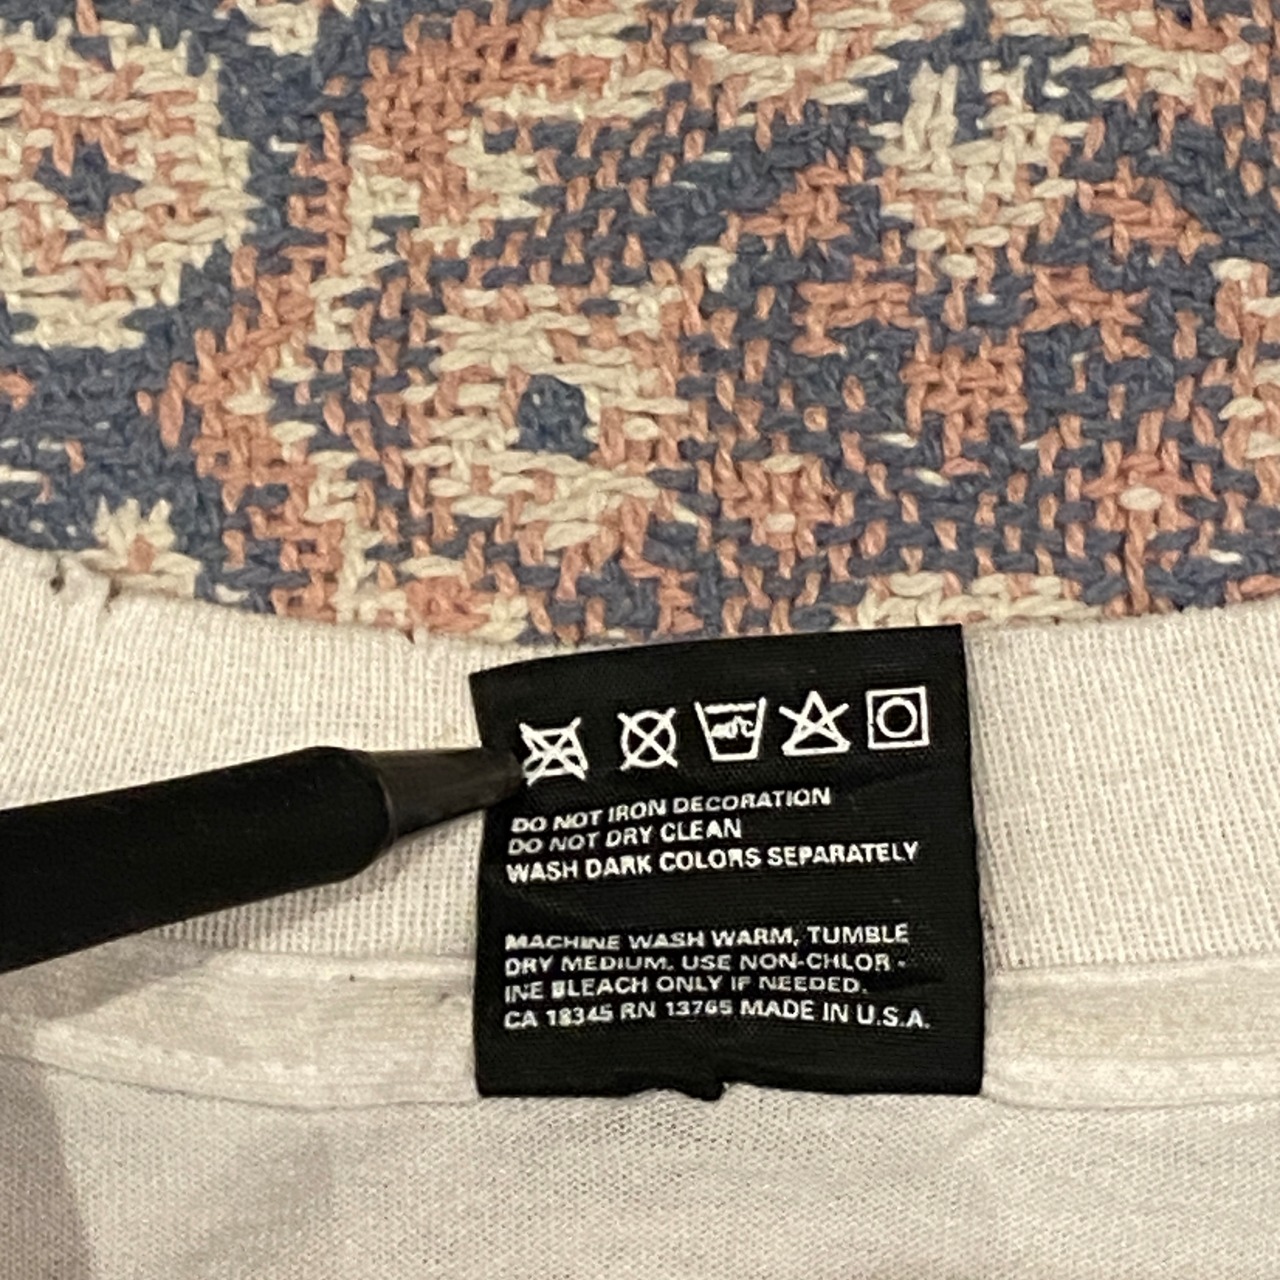 40°C
DO NOT IRON DECORATION
DO NOT DRY CLEAN
WASH DARK COLORS SEPARATELY
MACHINE WASH WARM, TUMBLE
DRY MEDIUM. USE NON-CHLOR -
INE BLEACH ONLY IF NEEDED.
CA 18345 RN 13765 MADE IN U.S.A.